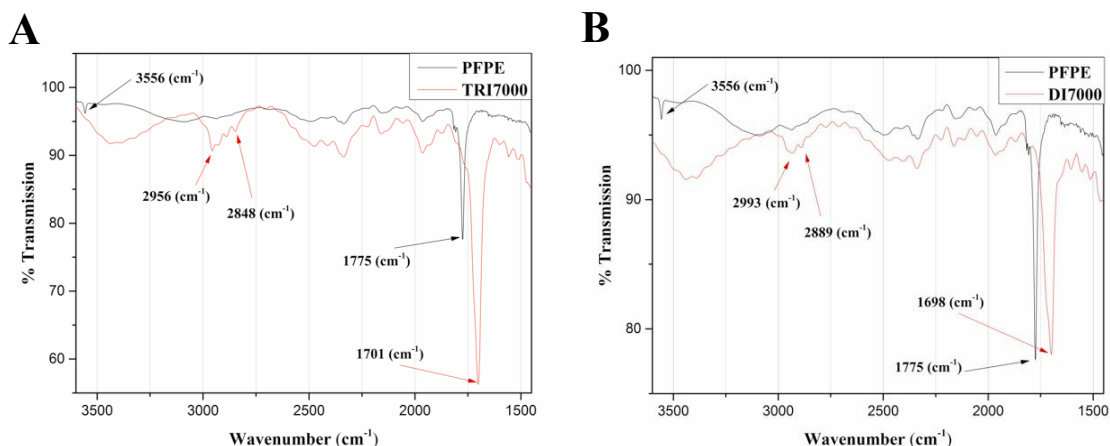 A
PFPE
TRI7000
3556 (cm⁻¹)
2956 (cm⁻¹)
2848 (cm⁻¹)
1775 (cm⁻¹)
1701 (cm⁻¹)
% Transmission
100
90
80
70
60
3500
3000
2500
2000
1500
Wavenumber (cm⁻¹)
B
PFPE
DI7000
3556 (cm⁻¹)
2993 (cm⁻¹)
2889 (cm⁻¹)
1698 (cm⁻¹)
1775 (cm⁻¹)
% Transmission
100
90
80
3500
3000
2500
2000
1500
Wavenumber (cm⁻¹)